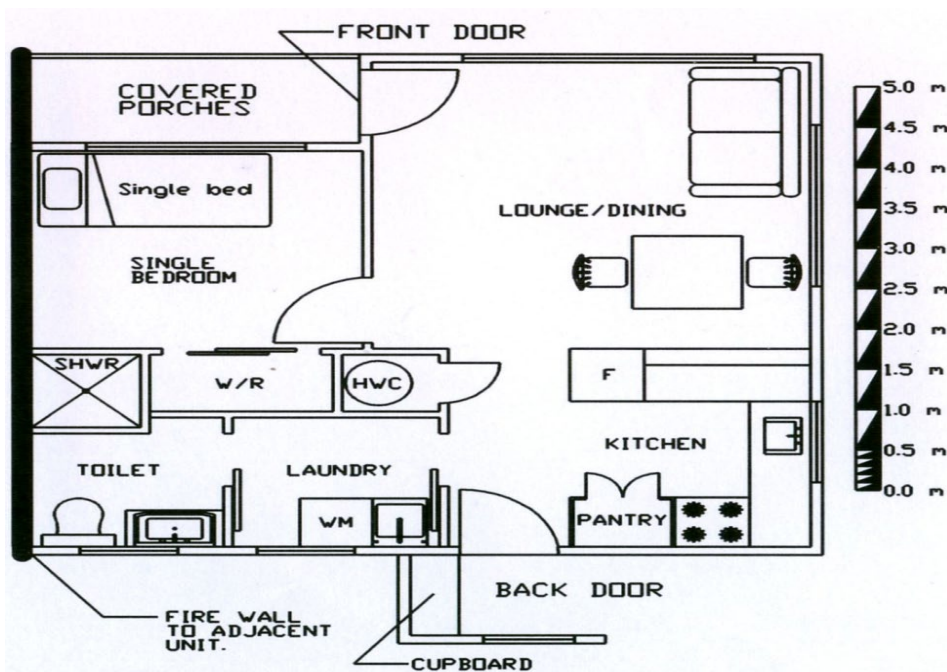 FRONT DOOR
COVERED
PORCHES
5.0 m
4.5 m
4.0 m
3.5 m
3.0 m
2.5 m
2.0 m
1.5 m
1.0 m
0.5 m
0.0 m
Single bed
LOUNGE/DINING
SINGLE
BEDROOM
SHWR
W/R
HWC
F
KITCHEN
TOILET
LAUNDRY
WM
PANTRY
BACK DOOR
FIRE WALL
TO ADJACENT
UNIT.
CUPBOARD